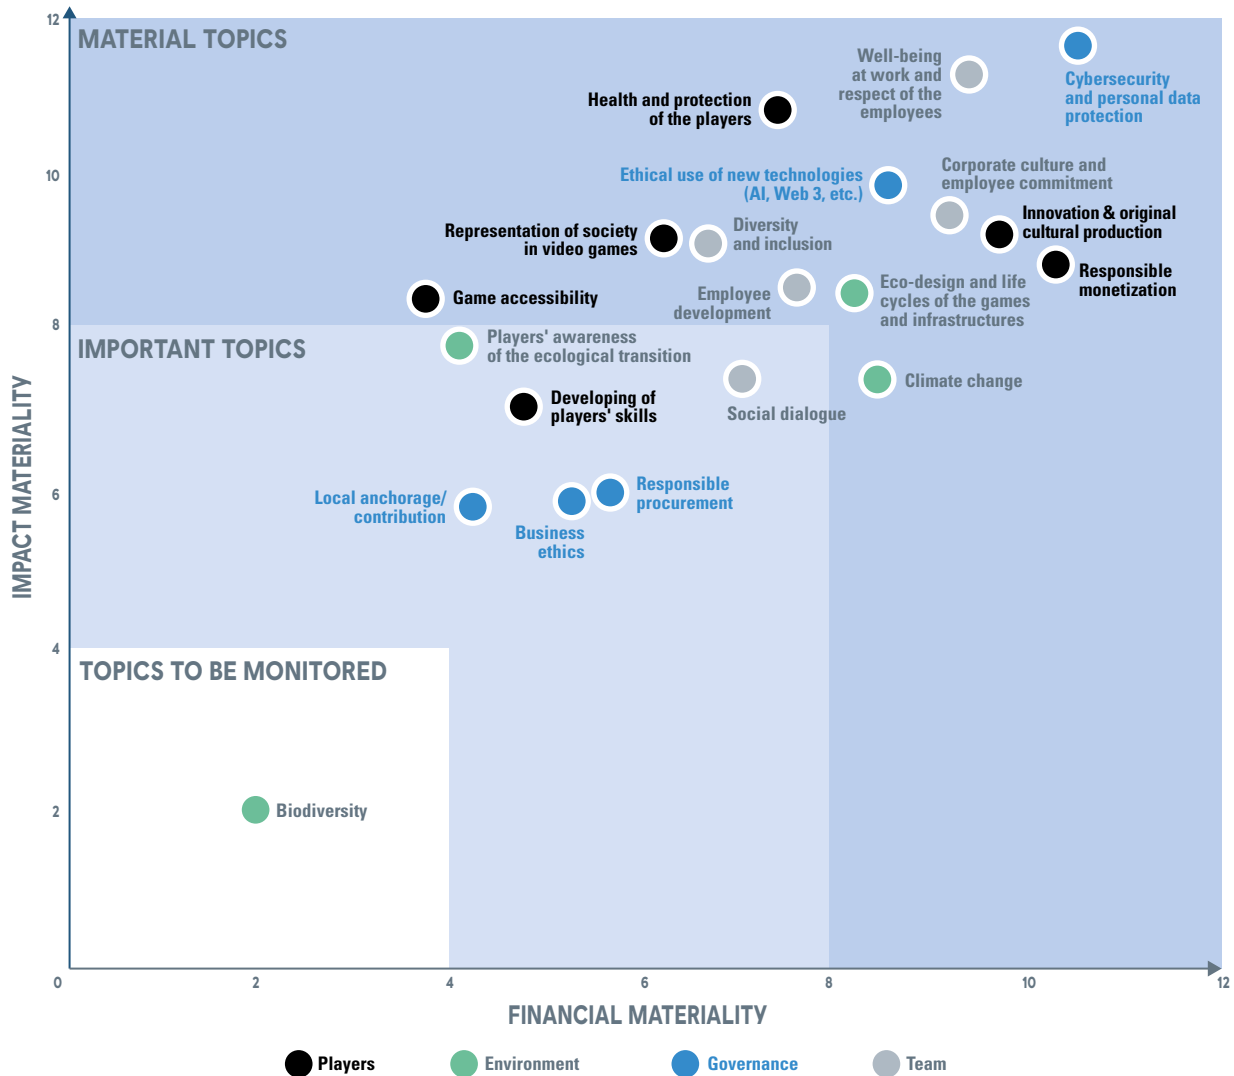 12
MATERIAL TOPICS
Well-being
at work and
respect of the
employees
Cybersecurity
and personal data
protection
Health and protection
of the players
10
Ethical use of new technologies
(AI, Web 3, etc.)
Corporate culture and
employee commitment
Representation of society
in video games
Diversity
and inclusion
Innovation & original
cultural production
Responsible
monetization
Game accessibility
Employee
development
Eco-design and life
cycles of the games
and infrastructures
8
IMPORTANT TOPICS
Players' awareness
of the ecological transition
Climate change
Developing of
players' skills
Social dialogue
IMPACT MATERIALITY
6
Local anchorage/
contribution
Responsible
procurement
Business
ethics
4
TOPICS TO BE MONITORED
2
Biodiversity
0
2
4
6
8
10
12
FINANCIAL MATERIALITY
Players
Environment
Governance
Team